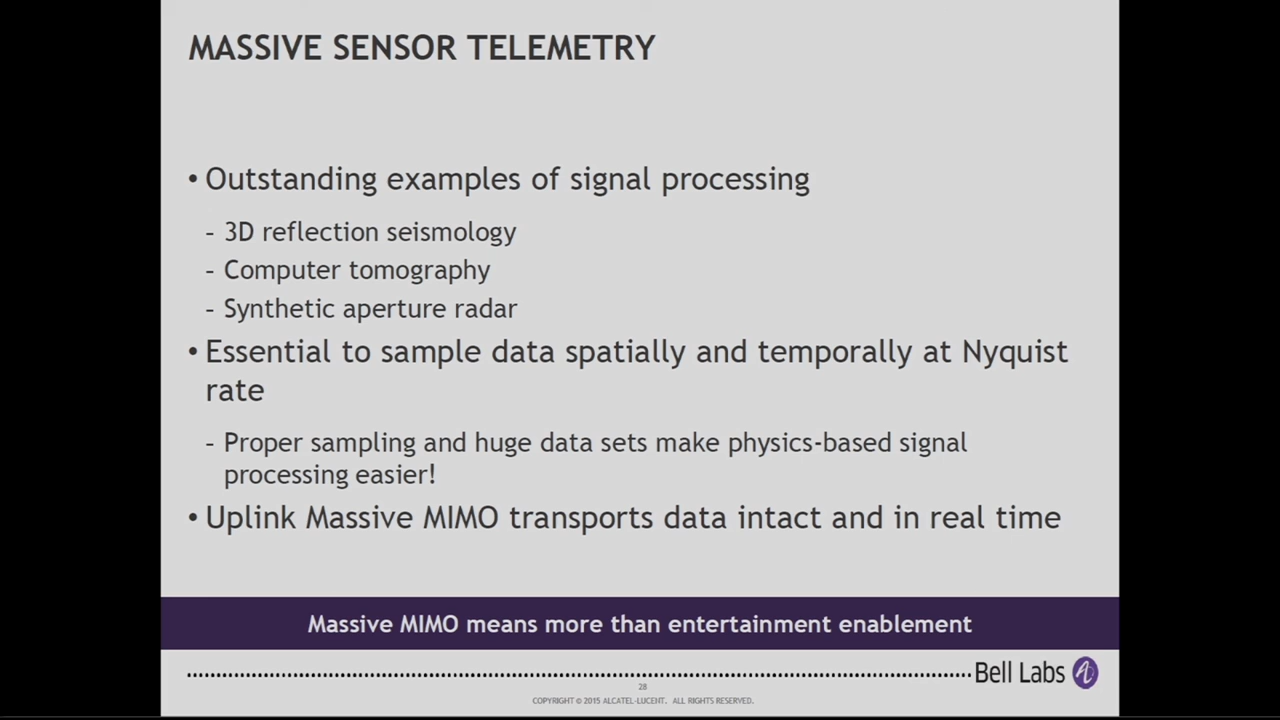 MASSIVE SENSOR TELEMETRY
• Outstanding examples of signal processing
– 3D reflection seismology
– Computer tomography
– Synthetic aperture radar
• Essential to sample data spatially and temporally at Nyquist
rate
– Proper sampling and huge data sets make physics-based signal
processing easier!
• Uplink Massive MIMO transports data intact and in real time
Massive MIMO means more than entertainment enablement
Bell Labs
28
COPYRIGHT © 2015 ALCATEL-LUCENT. ALL RIGHTS RESERVED.